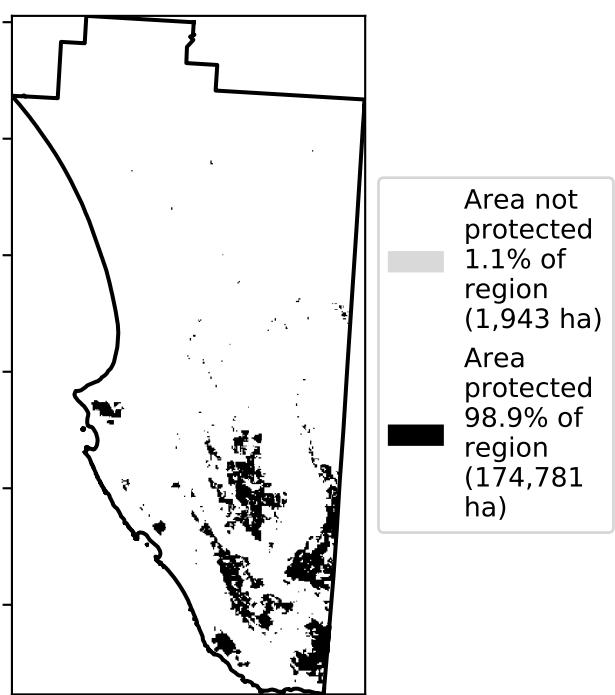 Area not
protected
1.1% of
region
(1,943 ha)
Area
protected
98.9% of
region
(174,781
ha)